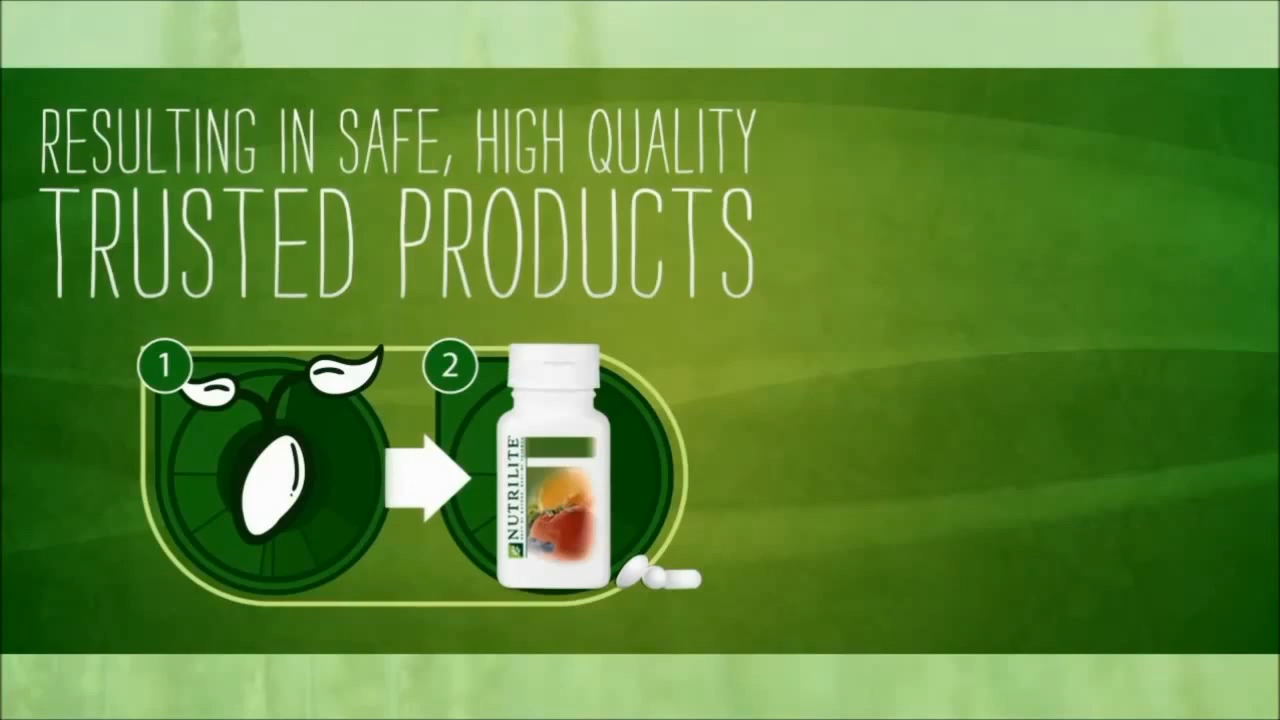 RESULTING IN SAFE, HIGH QUALITY
TRUSTED PRODUCTS
1
2
NUTRILITE